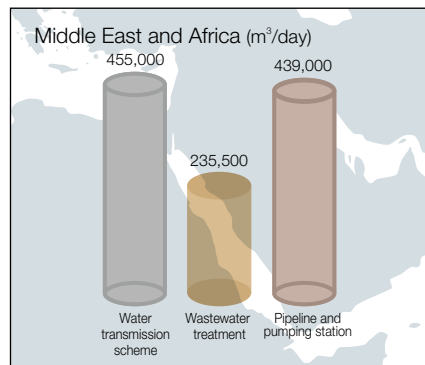 Middle East and Africa (m³/day)
455,000
439,000
235,500
Water
transmission
scheme
Wastewater
treatment
Pipeline and
pumping station